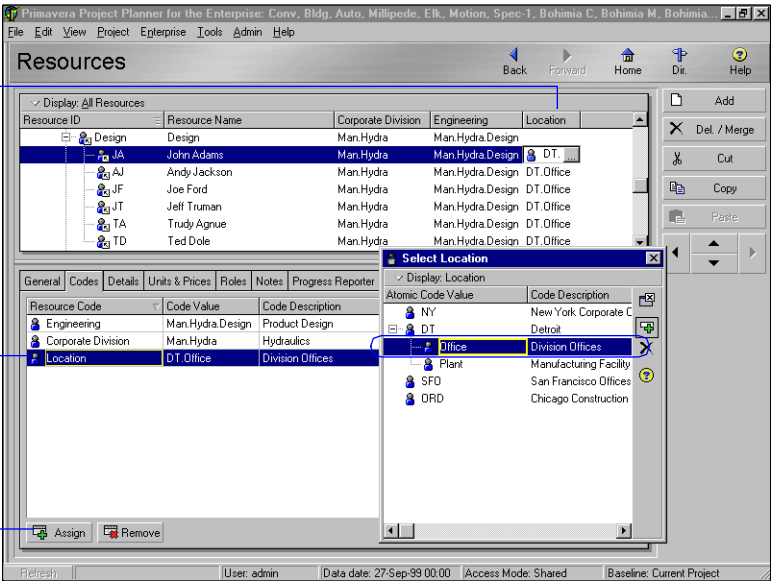 Primavera Project Planner for the Enterprise: Conv, Bldg, Auto, Millipede, Elk, Motion, Spec-1, Bohimia C, Bohimia M, Bohimia...
File Edit View Project Enterprise Tools Admin Help
Resources
Back Forward Home Dir. Help
Display: All Resources
Resource ID Resource Name Corporate Division Engineering Location
Design Design Man.Hydra Man.Hydra.Design
JA John Adams Man.Hydra Man.Hydra.Design DT. ...
AJ Andy Jackson Man.Hydra Man.Hydra.Design DT.Office
JF Joe Ford Man.Hydra Man.Hydra.Design DT.Office
JT Jeff Truman Man.Hydra Man.Hydra.Design DT.Office
TA Trudy Agnue Man.Hydra Man.Hydra.Design DT.Office
TD Ted Dole Man.Hydra Man.Hydra.Design DT.Office
Add
Del. / Merge
Cut
Copy
Paste
General Codes Details Units & Prices Roles Notes Progress Reporter
Resource Code Code Value Code Description
Engineering Man.Hydra.Design Product Design
Corporate Division Man.Hydra Hydraulics
Location DT.Office Division Offices
Assign Remove
Select Location
Display: Location
Atomic Code Value Code Description
NY New York Corporate C
DT Detroit
Office Division Offices
Plant Manufacturing Facility
SFO San Francisco Offices
ORD Chicago Construction
Refresh User: admin Data date: 27-Sep-99 00:00 Access Mode: Shared Baseline: Current Project